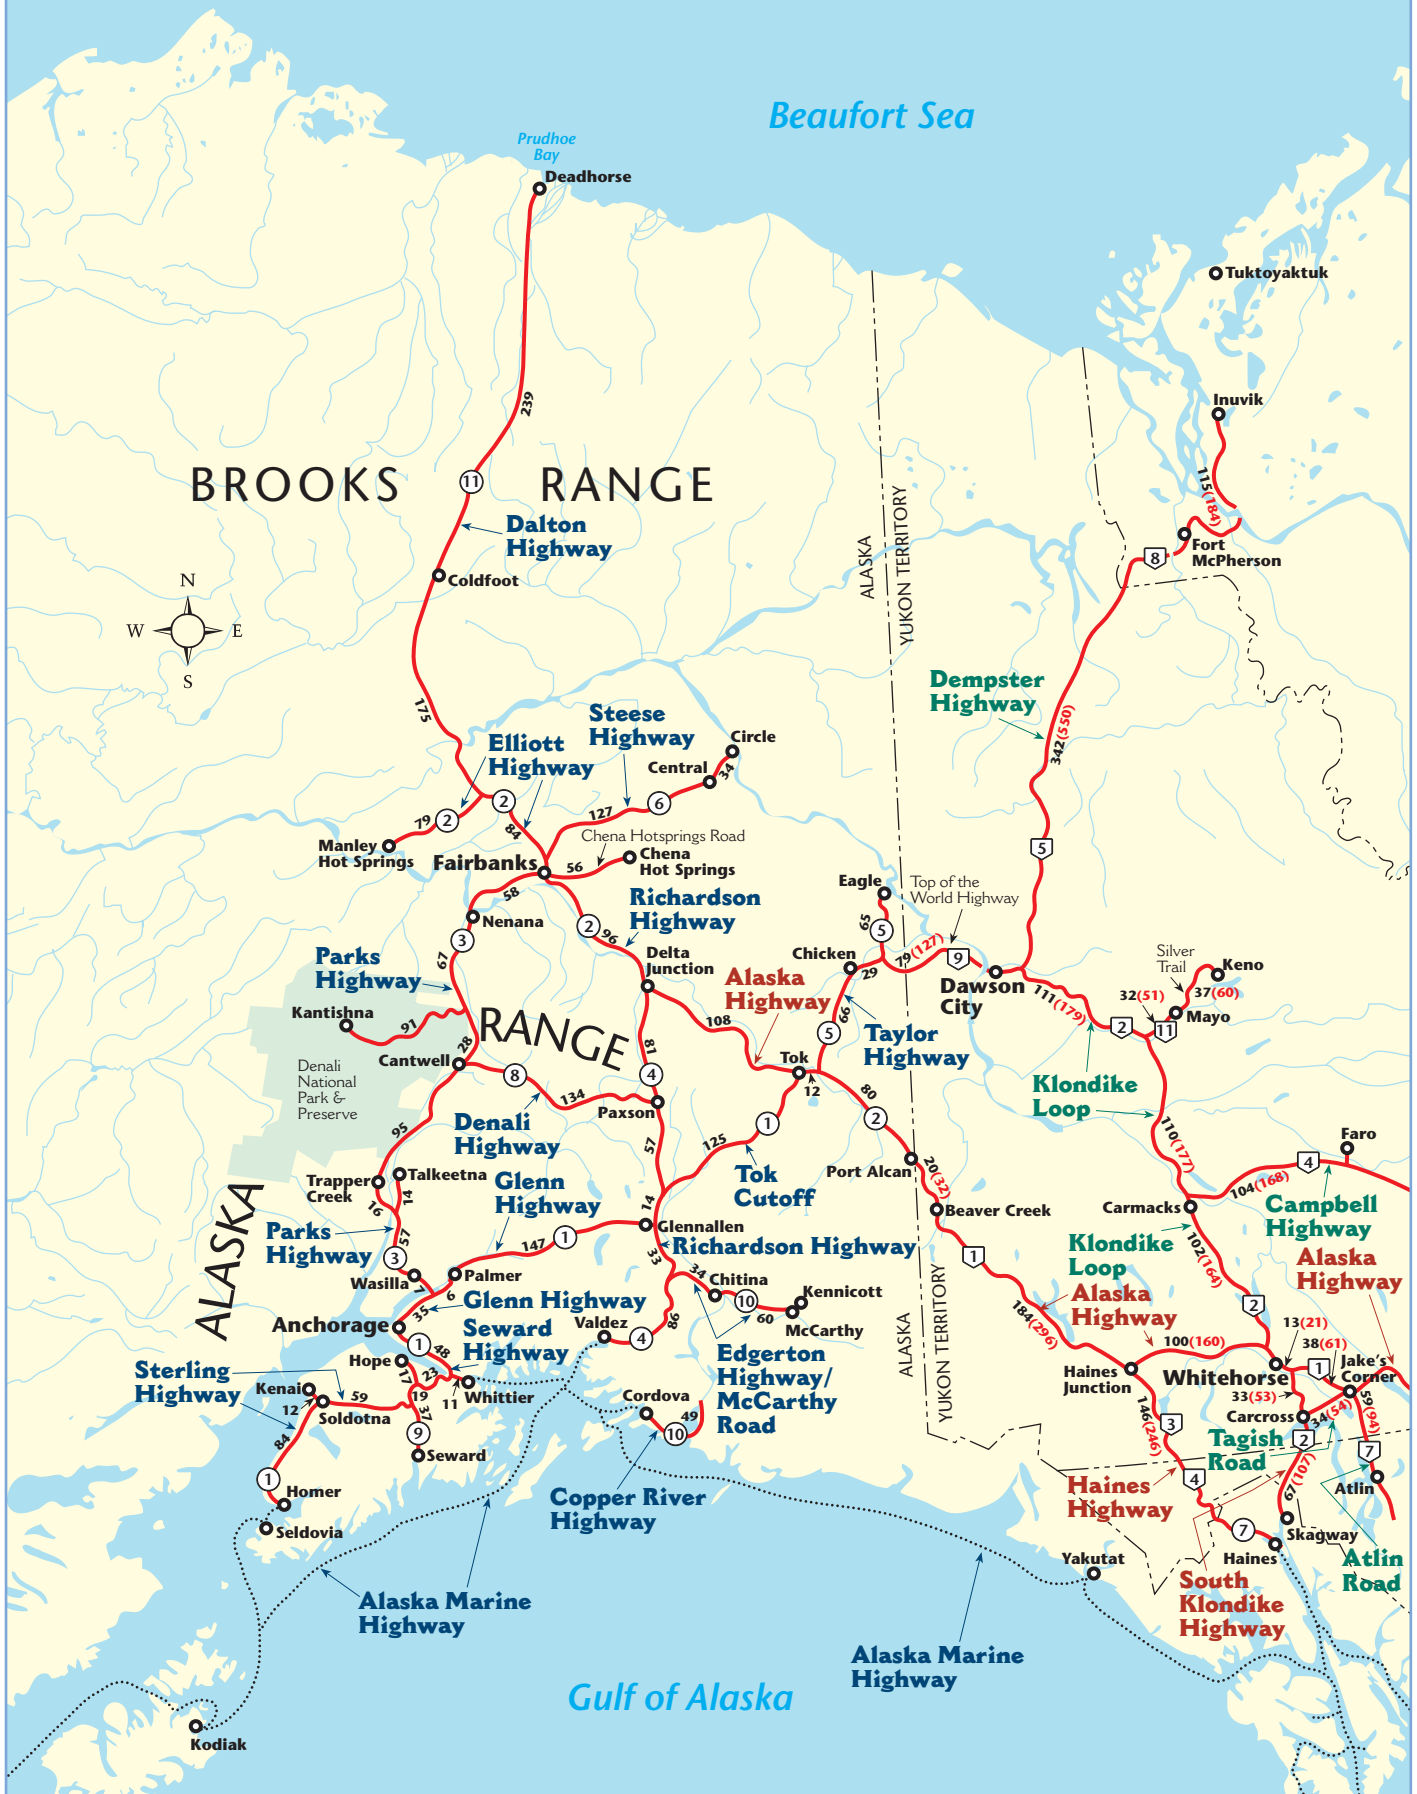 Beaufort Sea
Prudhoe
Bay
Deadhorse
Tuktoyaktuk
Inuvik
239
115(184)
BROOKS RANGE
11
Dalton
Highway
ALASKA
YUKON TERRITORY
Fort
McPherson
8
Coldfoot
N
W E
S
175
Dempster
Highway
342(550)
Steese
Highway
Circle
Elliott
Highway
Central
34
2
6
127
79
2
84
Chena Hotsprings Road
Manley
Hot Springs
Fairbanks
56
Chena
Hot Springs
5
58
Eagle
Top of the
World Highway
Richardson
Highway
65
Nenana
2
96
5
3
79(127)
9
Parks
Highway
67
Delta
Junction
Chicken
29
Silver
Trail
Keno
Alaska
Highway
Dawson
City
111(179)
32(51)
37(60)
Kantishna
91
RANGE
108
66
5
Taylor
Highway
2
11
Mayo
28
81
Cantwell
Tok
12
80
Denali
National
Park &
Preserve
8
134
4
Paxson
Klondike
Loop
Denali
Highway
95
57
125
1
2
110(177)
Faro
Trapper
Creek
Talkeetna
14
16
Glenn
Highway
Tok
Cutoff
Port Alcan
20(32)
104(168)
4
Campbell
Highway
ALASKA
14
Beaver Creek
Carmacks
Parks
Highway
57
3
147
1
Glennallen
Richardson Highway
33
Klondike
Loop
102(164)
Alaska
Highway
1
Wasilla
7
Palmer
6
34
Chitina
10
60
Kennicott
McCarthy
ALASKA
YUKON TERRITORY
184(296)
Alaska
Highway
2
Glenn Highway
35
Anchorage
Seward
Highway
Valdez
4
86
100(160)
13(21)
38(61)
1
48
Hope
17
Edgerton
Highway/
McCarthy
Road
Haines
Junction
Whitehorse
1
Jake's
Corner
Sterling
Highway
Kenai
12
59
Soldotna
19
23
11
Whittier
37
Cordova
49
10
33(53)
Carcross
34(54)
59(94)
146(246)
3
Tagish
Road
2
7
84
9
Seward
1
Homer
Seldovia
Copper River
Highway
Haines
Highway
4
67(107)
Atlin
7
Skagway
Haines
Yakutat
Atlin
Road
South
Klondike
Highway
Alaska Marine
Highway
Alaska Marine
Highway
Gulf of Alaska
Kodiak